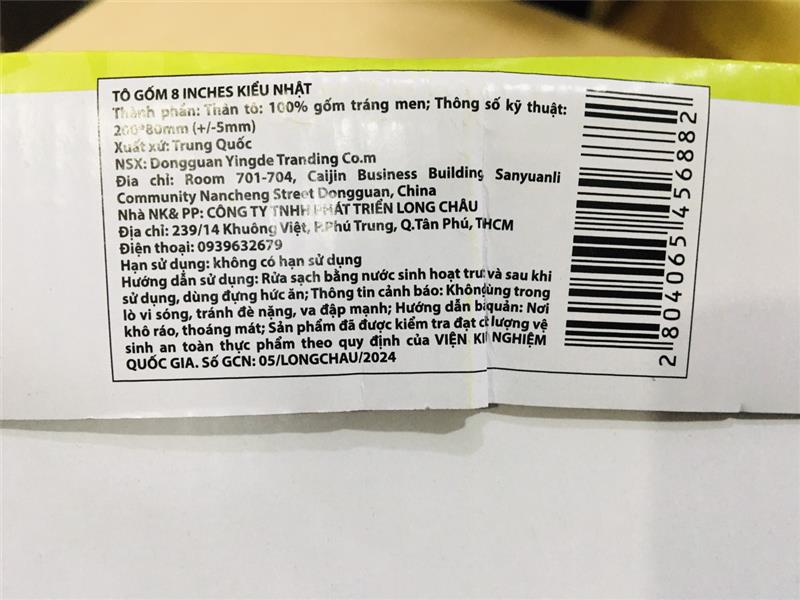 TÔ GỐM 8 INCHES KIỂU NHẬT
Thành phần: Thân tô: 100% gốm tráng men; Thông số kỹ thuật:
200*80mm (+/-5mm)
Xuất xứ: Trung Quốc
NSX: Dongguan Yingde Tranding Co.m
Địa chỉ: Room 701-704, Caijin Business Building Sanyuanli
Community Nancheng Street Dongguan, China
Nhà NK& PP: CÔNG TY TNHH PHÁT TRIỂN LONG CHÂU
Địa chỉ: 239/14 Khuông Việt, P.Phú Trung, Q.Tân Phú, THCM
Điện thoại: 0939632679
Hạn sử dụng: không có hạn sử dụng
Hướng dẫn sử dụng: Rửa sạch bằng nước sinh hoạt và sau khi
sử dụng, dùng đựng hức ăn; Thông tin cảnh báo: trong
lò vi sóng, tránh đè nặng, va đập mạnh; Hướng dẫn quản: Nơi
khô ráo, thoáng mát; Sản phẩm đã được kiểm tra đạt lượng vệ
sinh an toàn thực phẩm theo quy định của VIỆN NGHIỆM
QUỐC GIA. Số GCN: 05/LONGCHAU/2024
2804065456882